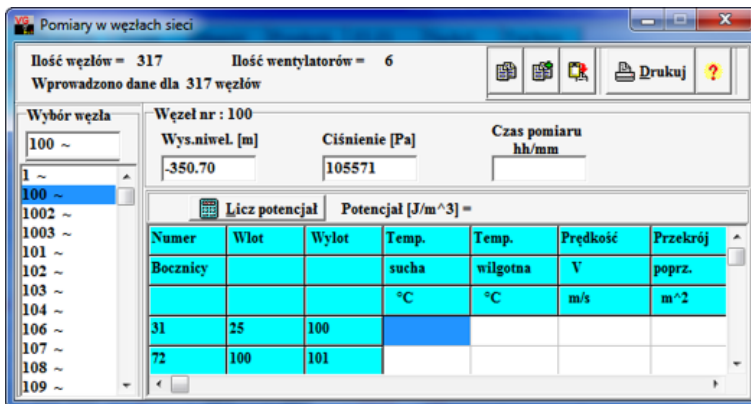 Pomiary w węzłach sieci
Ilość węzłów = 317 Ilość wentylatorów = 6
Wprowadzono dane dla 317 węzłów
Drukuj ?
Wybór węzła
100 ~
1 ~
100 ~
1002 ~
1003 ~
101 ~
102 ~
103 ~
104 ~
106 ~
107 ~
108 ~
109 ~
Węzeł nr : 100
Wys.niwel. [m] Ciśnienie [Pa] Czas pomiaru
hh/mm
-350.70 105571
Licz potencjał Potencjał [J/m^3] =
Numer Wlot Wylot Temp. Temp. Prędkość Przekrój
Bocznicy sucha wilgotna V poprz.
°C °C m/s m^2
31 25 100
72 100 101